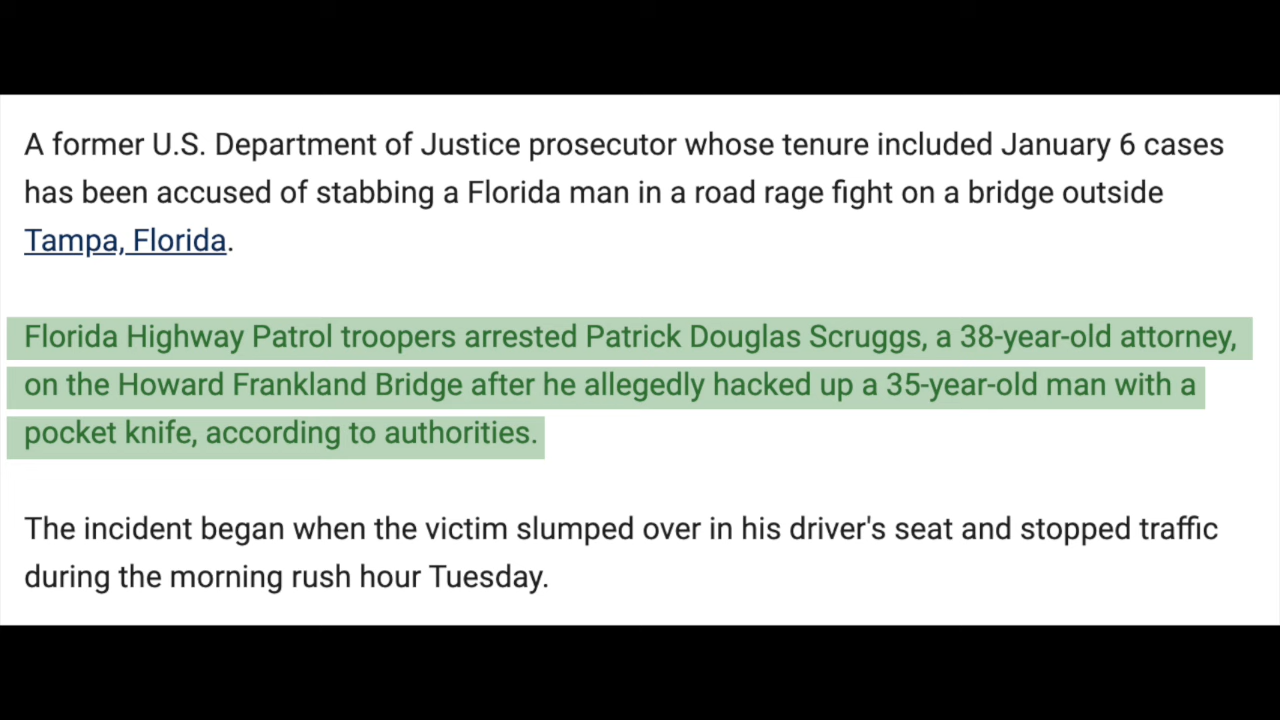 A former U.S. Department of Justice prosecutor whose tenure included January 6 cases
has been accused of stabbing a Florida man in a road rage fight on a bridge outside
Tampa, Florida.
Florida Highway Patrol troopers arrested Patrick Douglas Scruggs, a 38-year-old attorney,
on the Howard Frankland Bridge after he allegedly hacked up a 35-year-old man with a
pocket knife, according to authorities.
The incident began when the victim slumped over in his driver's seat and stopped traffic
during the morning rush hour Tuesday.